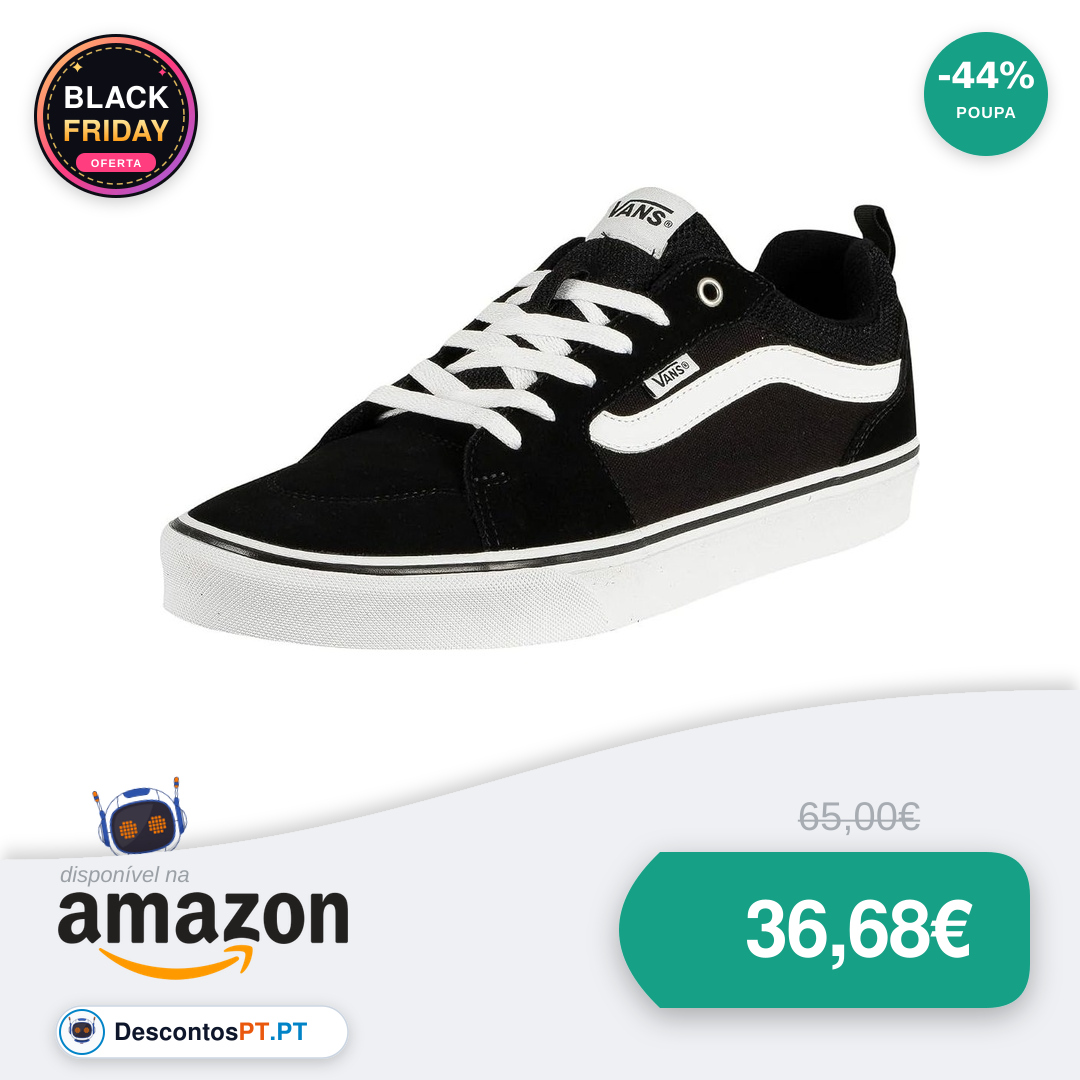 BLACK
FRIDAY
OFERTA
-44%
POUPA
VANS®
VANS®
65,00€
disponível na
amazon
36,68€
DescontosPT.PT